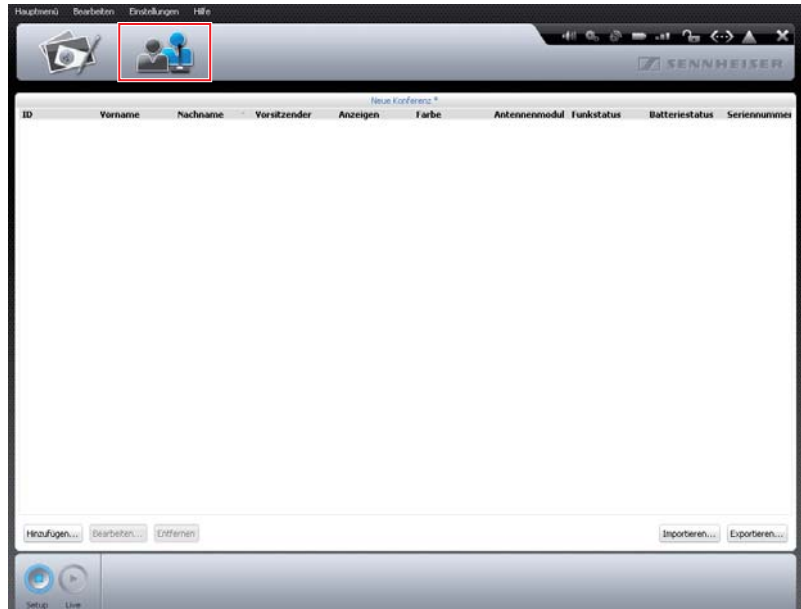 Hauptmenü Bearbeiten Einstellungen Hilfe
SENNHEISER
Neue Konferenz *
ID Vorname Nachname Vorsitzender Anzeigen Farbe Antennenmodul Funkstatus Batteriestatus Seriennummer
Hinzufügen... Bearbeiten... Entfernen Importieren... Exportieren...
Setup Live